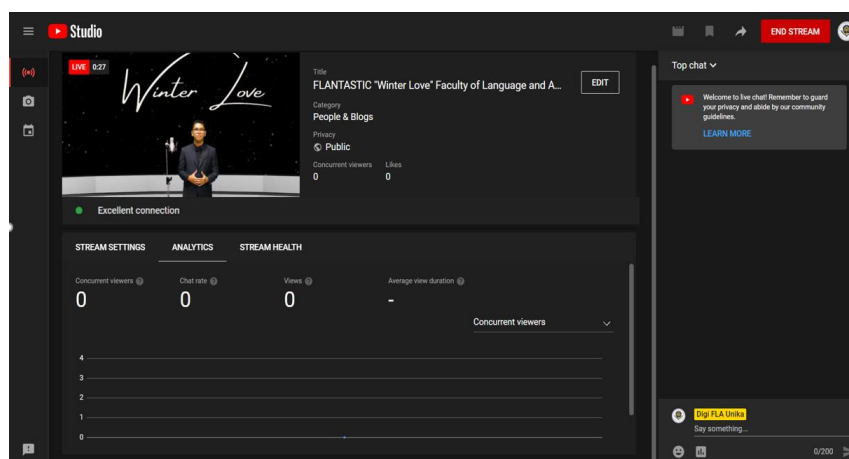 Studio
END STREAM
LIVE 0:27
Winter Love
Title
FLANTASTIC "Winter Love" Faculty of Language and A...
EDIT
Category
People & Blogs
Privacy
Public
Concurrent viewers Likes
0 0
Excellent connection
STREAM SETTINGS ANALYTICS STREAM HEALTH
Concurrent viewers Chat rate Views Average view duration
0 0 0 -
Concurrent viewers
4
3
2
1
0
Top chat
Welcome to live chat! Remember to guard
your privacy and abide by our community
guidelines.
LEARN MORE
Digi FLA Unika
Say something...
0/200